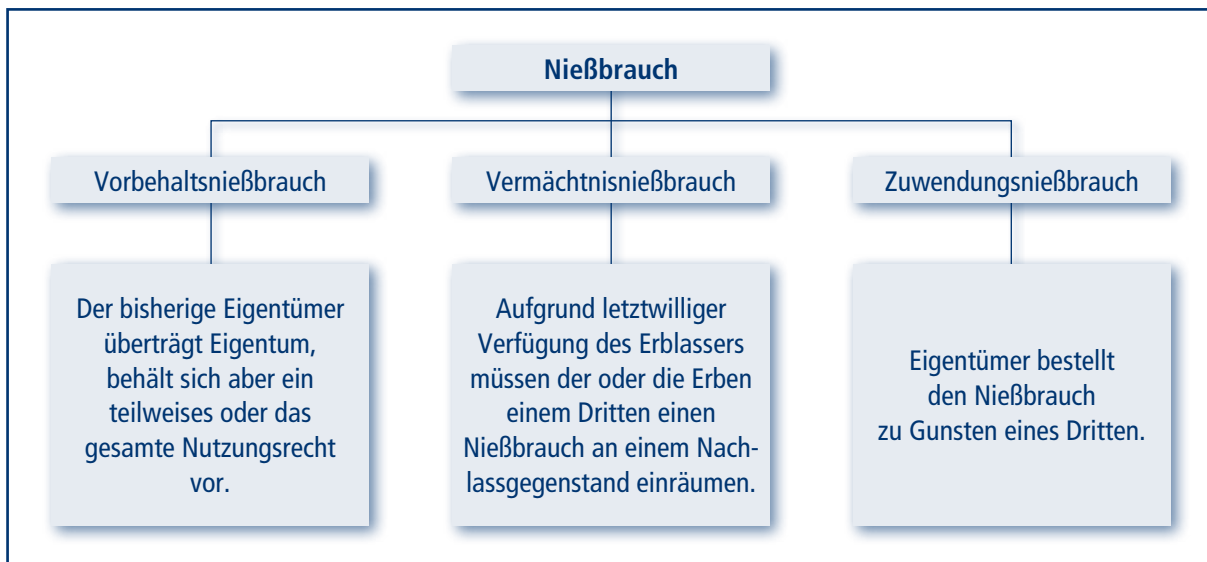 Nießbrauch
Vorbehaltsnießbrauch
Vermächtnisnießbrauch
Zuwendungsnießbrauch
Der bisherige Eigentümer
überträgt Eigentum,
behält sich aber ein
teilweises oder das
gesamte Nutzungsrecht
vor.
Aufgrund letztwilliger
Verfügung des Erblassers
müssen der oder die Erben
einem Dritten einen
Nießbrauch an einem Nach-
lassgegenstand einräumen.
Eigentümer bestellt
den Nießbrauch
zu Gunsten eines Dritten.